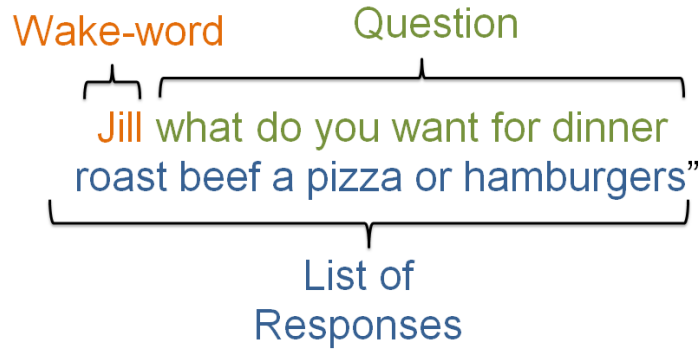 Wake-word
Question
Jill what do you want for dinner
roast beef a pizza or hamburgers”
List of
Responses